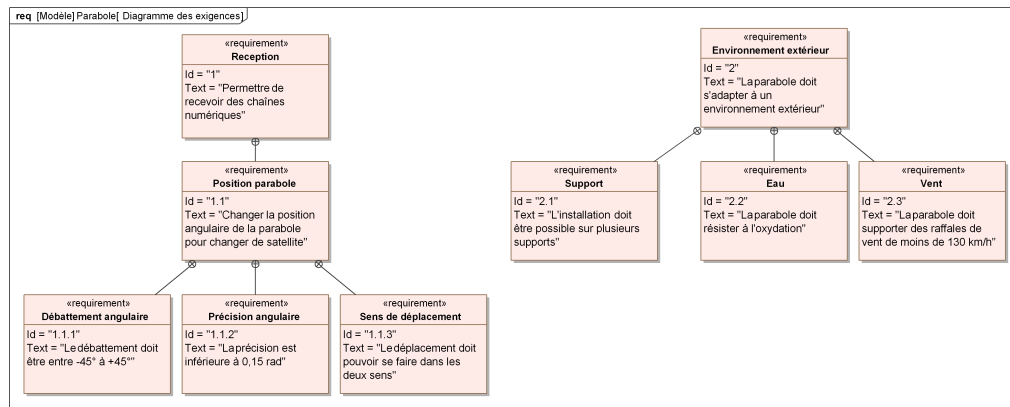 req [Modèle] Parabole[ Diagramme des exigences]
«requirement»
Reception
Id = "1"
Text = "Permettre de
recevoir des chaînes
numériques"
«requirement»
Environnement extérieur
Id = "2"
Text = "La parabole doit
s'adapter à un
environnement extérieur"
«requirement»
Position parabole
Id = "1.1"
Text = "Changer la position
angulaire de la parabole
pour changer de satellite"
«requirement»
Support
Id = "2.1"
Text = "L'installation doit
être possible sur plusieurs
supports"
«requirement»
Eau
Id = "2.2"
Text = "La parabole doit
résister à l'oxydation"
«requirement»
Vent
Id = "2.3"
Text = "La parabole doit
supporter des raffales de
vent de moins de 130 km/h"
«requirement»
Débattement angulaire
Id = "1.1.1"
Text = "Le débattement doit
être entre -45° à +45°"
«requirement»
Précision angulaire
Id = "1.1.2"
Text = "La précision est
inférieure à 0,15 rad"
«requirement»
Sens de déplacement
Id = "1.1.3"
Text = "Le déplacement doit
pouvoir se faire dans les
deux sens"